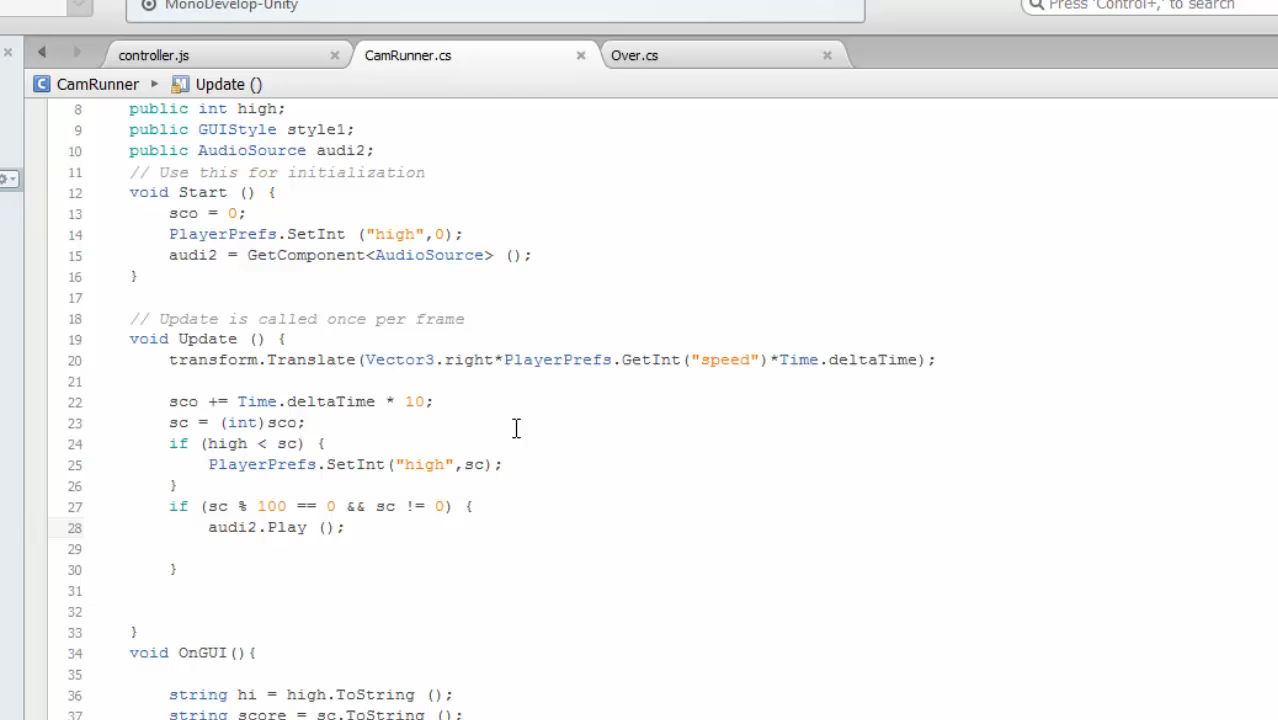 MonoDevelop-Unity
Press 'Control+,' to search
controller.js
CamRunner.cs
Over.cs
CamRunner
Update ()
8 public int high;
9 public GUIStyle style1;
10 public AudioSource audi2;
11 // Use this for initialization
12 void Start () {
13 sco = 0;
14 PlayerPrefs.SetInt ("high",0);
15 audi2 = GetComponent<AudioSource> ();
16 }
17
18 // Update is called once per frame
19 void Update () {
20 transform.Translate(Vector3.right*PlayerPrefs.GetInt("speed")*Time.deltaTime);
21
22 sco += Time.deltaTime * 10;
23 sc = (int)sco;
24 if (high < sc) {
25 PlayerPrefs.SetInt("high",sc);
26 }
27 if (sc % 100 == 0 && sc != 0) {
28 audi2.Play ();
29
30 }
31
32
33 }
34 void OnGUI(){
35
36 string hi = high.ToString ();
37 string score = sc.ToString ();